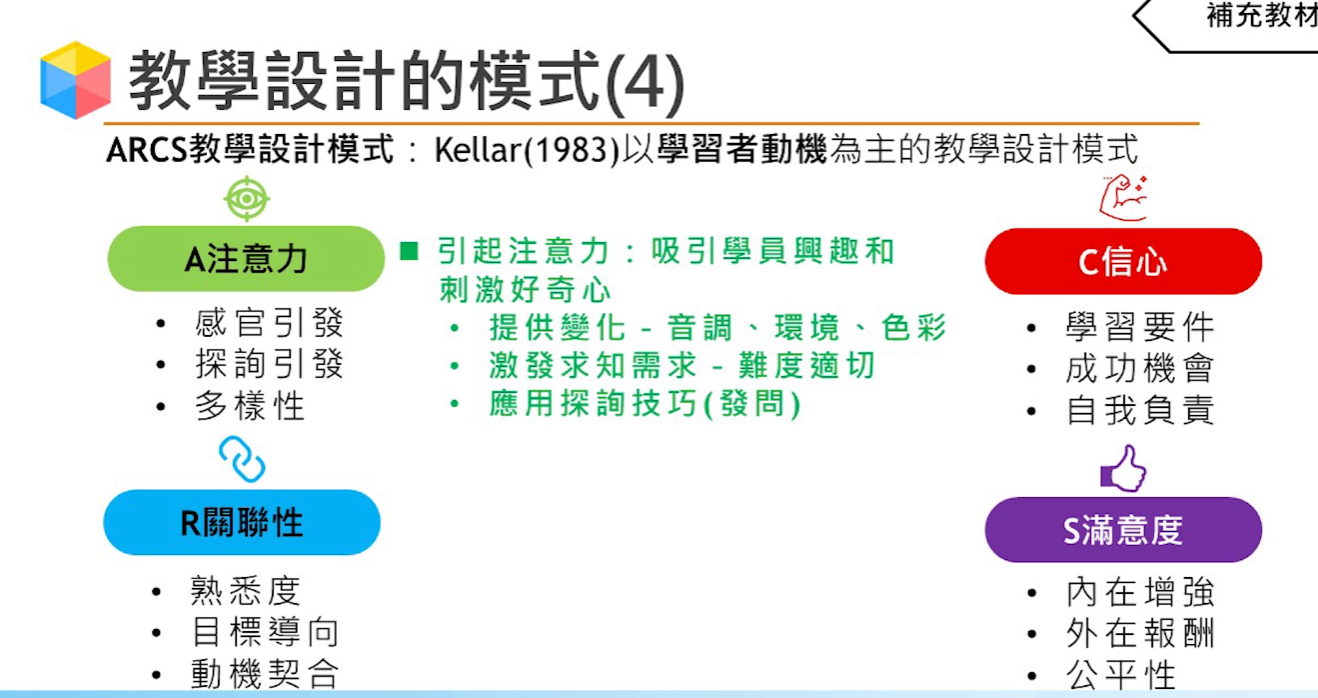 補充教材
教學設計的模式(4)
ARCS教學設計模式：Kellar(1983)以學習者動機為主的教學設計模式
A注意力
• 感官引發
• 探詢引發
• 多樣性
■ 引起注意力：吸引學員興趣和
刺激好奇心
• 提供變化－音調、環境、色彩
• 激發求知需求－難度適切
• 應用探詢技巧(發問)
C信心
• 學習要件
• 成功機會
• 自我負責
R關聯性
• 熟悉度
• 目標導向
• 動機契合
S滿意度
• 內在增強
• 外在報酬
• 公平性